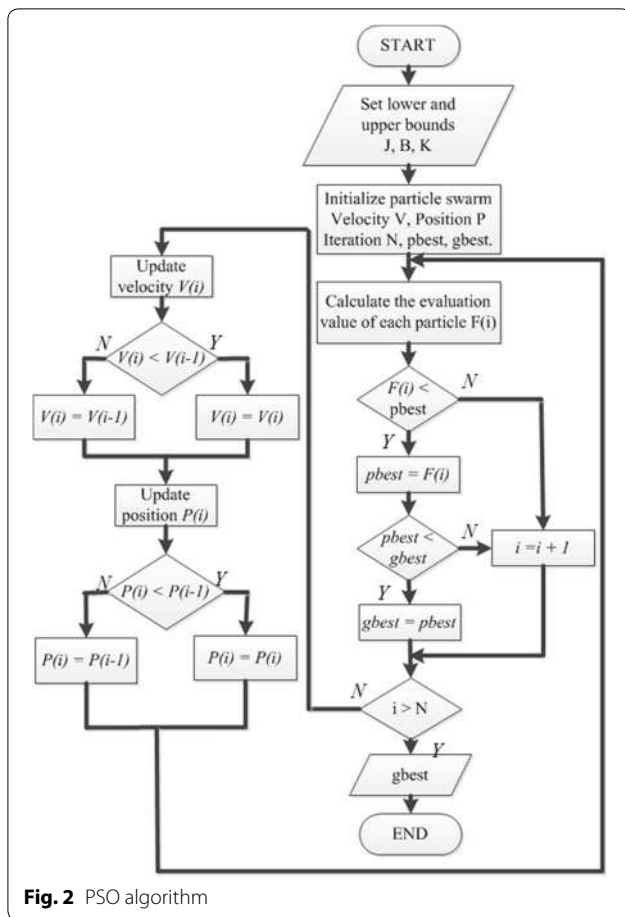 START
Set lower and
upper bounds
J, B, K
Initialize particle swarm
Velocity V, Position P
Iteration N, pbest, gbest.
Calculate the evaluation
value of each particle F(i)
F(i) <
pbest
N
Y
pbest = F(i)
pbest <
gbest
N
i =i + 1
Y
gbest = pbest
i > N
N
Y
gbest
END
Update
velocity V(i)
N
V(i) < V(i-1)
Y
V(i) = V(i-1)
V(i) = V(i)
Update
position P(i)
N
P(i) < P(i-1)
Y
P(i) = P(i-1)
P(i) = P(i)
Fig. 2 PSO algorithm